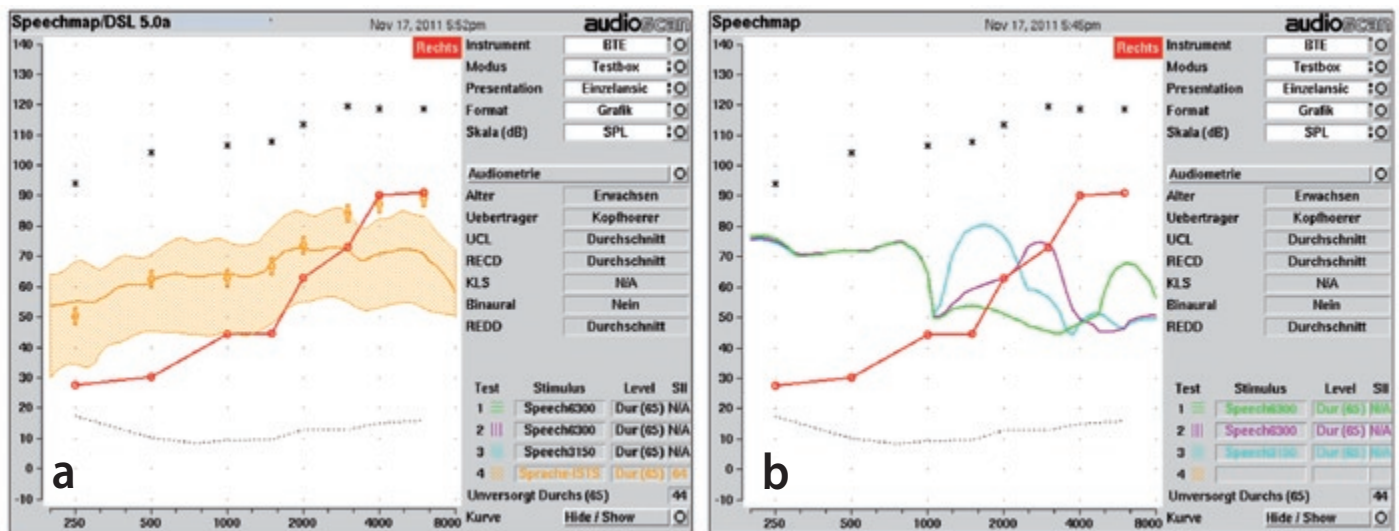 Speechmap/DSL 5.0a
Nov 17, 2011 5:52pm
audioscan
Rechts
140
130
120
110
100
90
80
70
60
50
40
30
20
10
0
-10
250 500 1000 2000 4000 8000
a
Instrument BTE
Modus Testbox
Presentation Einzelansic
Format Grafik
Skala (dB) SPL
Audiometrie
Alter Erwachsen
Uebertrager Kopfhoerer
UCL Durchschnitt
RECD Durchschnitt
KLS N/A
Binaural Nein
REDD Durchschnitt
Test Stimulus Level SII
1 Speech6300 Dur (65) N/A
2 Speech6300 Dur (65) N/A
3 Speech3150 Dur (65) N/A
4 Sprache-ISTS Dur (65) 64
Unversorgt Durchs (65) 44
Kurve Hide / Show
Speechmap
Nov 17, 2011 5:46pm
audioscan
Rechts
140
130
120
110
100
90
80
70
60
50
40
30
20
10
0
-10
250 500 1000 2000 4000 8000
b
Instrument BTE
Modus Testbox
Presentation Einzelansic
Format Grafik
Skala (dB) SPL
Audiometrie
Alter Erwachsen
Uebertrager Kopfhoerer
UCL Durchschnitt
RECD Durchschnitt
KLS N/A
Binaural Nein
REDD Durchschnitt
Test Stimulus Level SII
1 Speech6300 Dur (65) N/A
2 Speech6300 Dur (65) N/A
3 Speech3150 Dur (65) N/A
4
Unversorgt Durchs (65) 44
Kurve Hide / Show